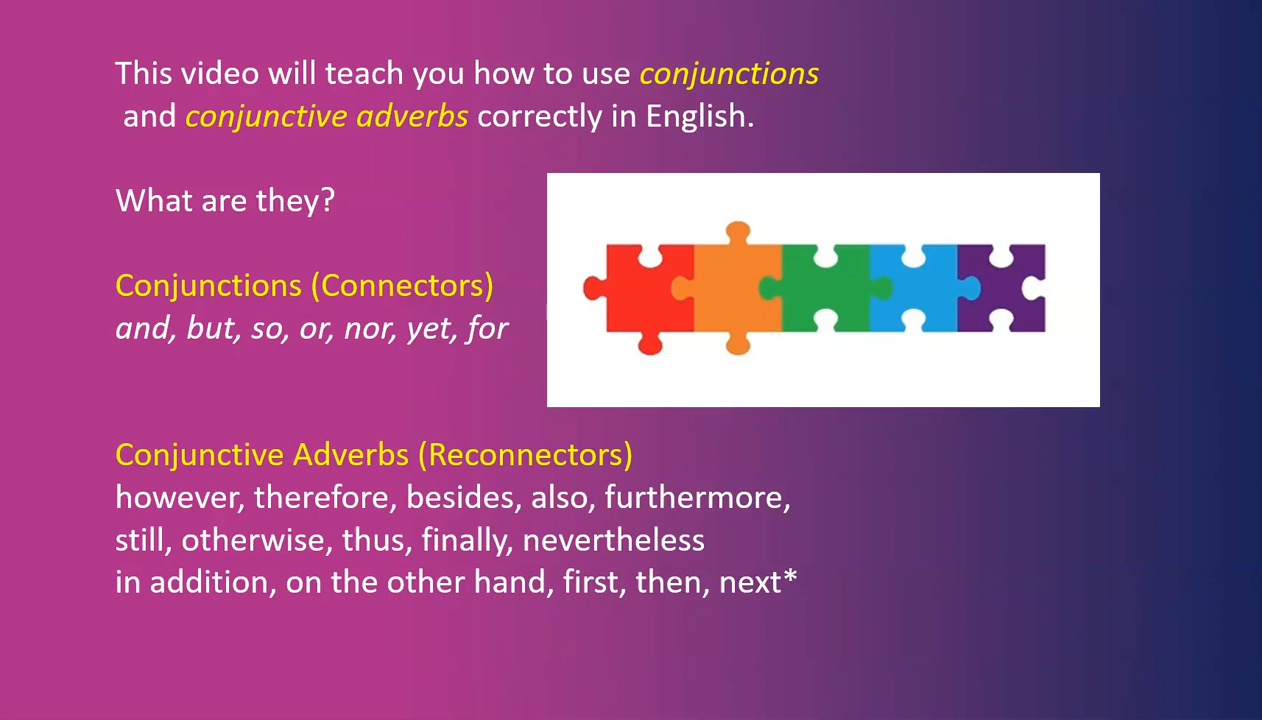 This video will teach you how to use conjunctions
and conjunctive adverbs correctly in English.
What are they?
Conjunctions (Connectors)
and, but, so, or, nor, yet, for
Conjunctive Adverbs (Reconnectors)
however, therefore, besides, also, furthermore,
still, otherwise, thus, finally, nevertheless
in addition, on the other hand, first, then, next*